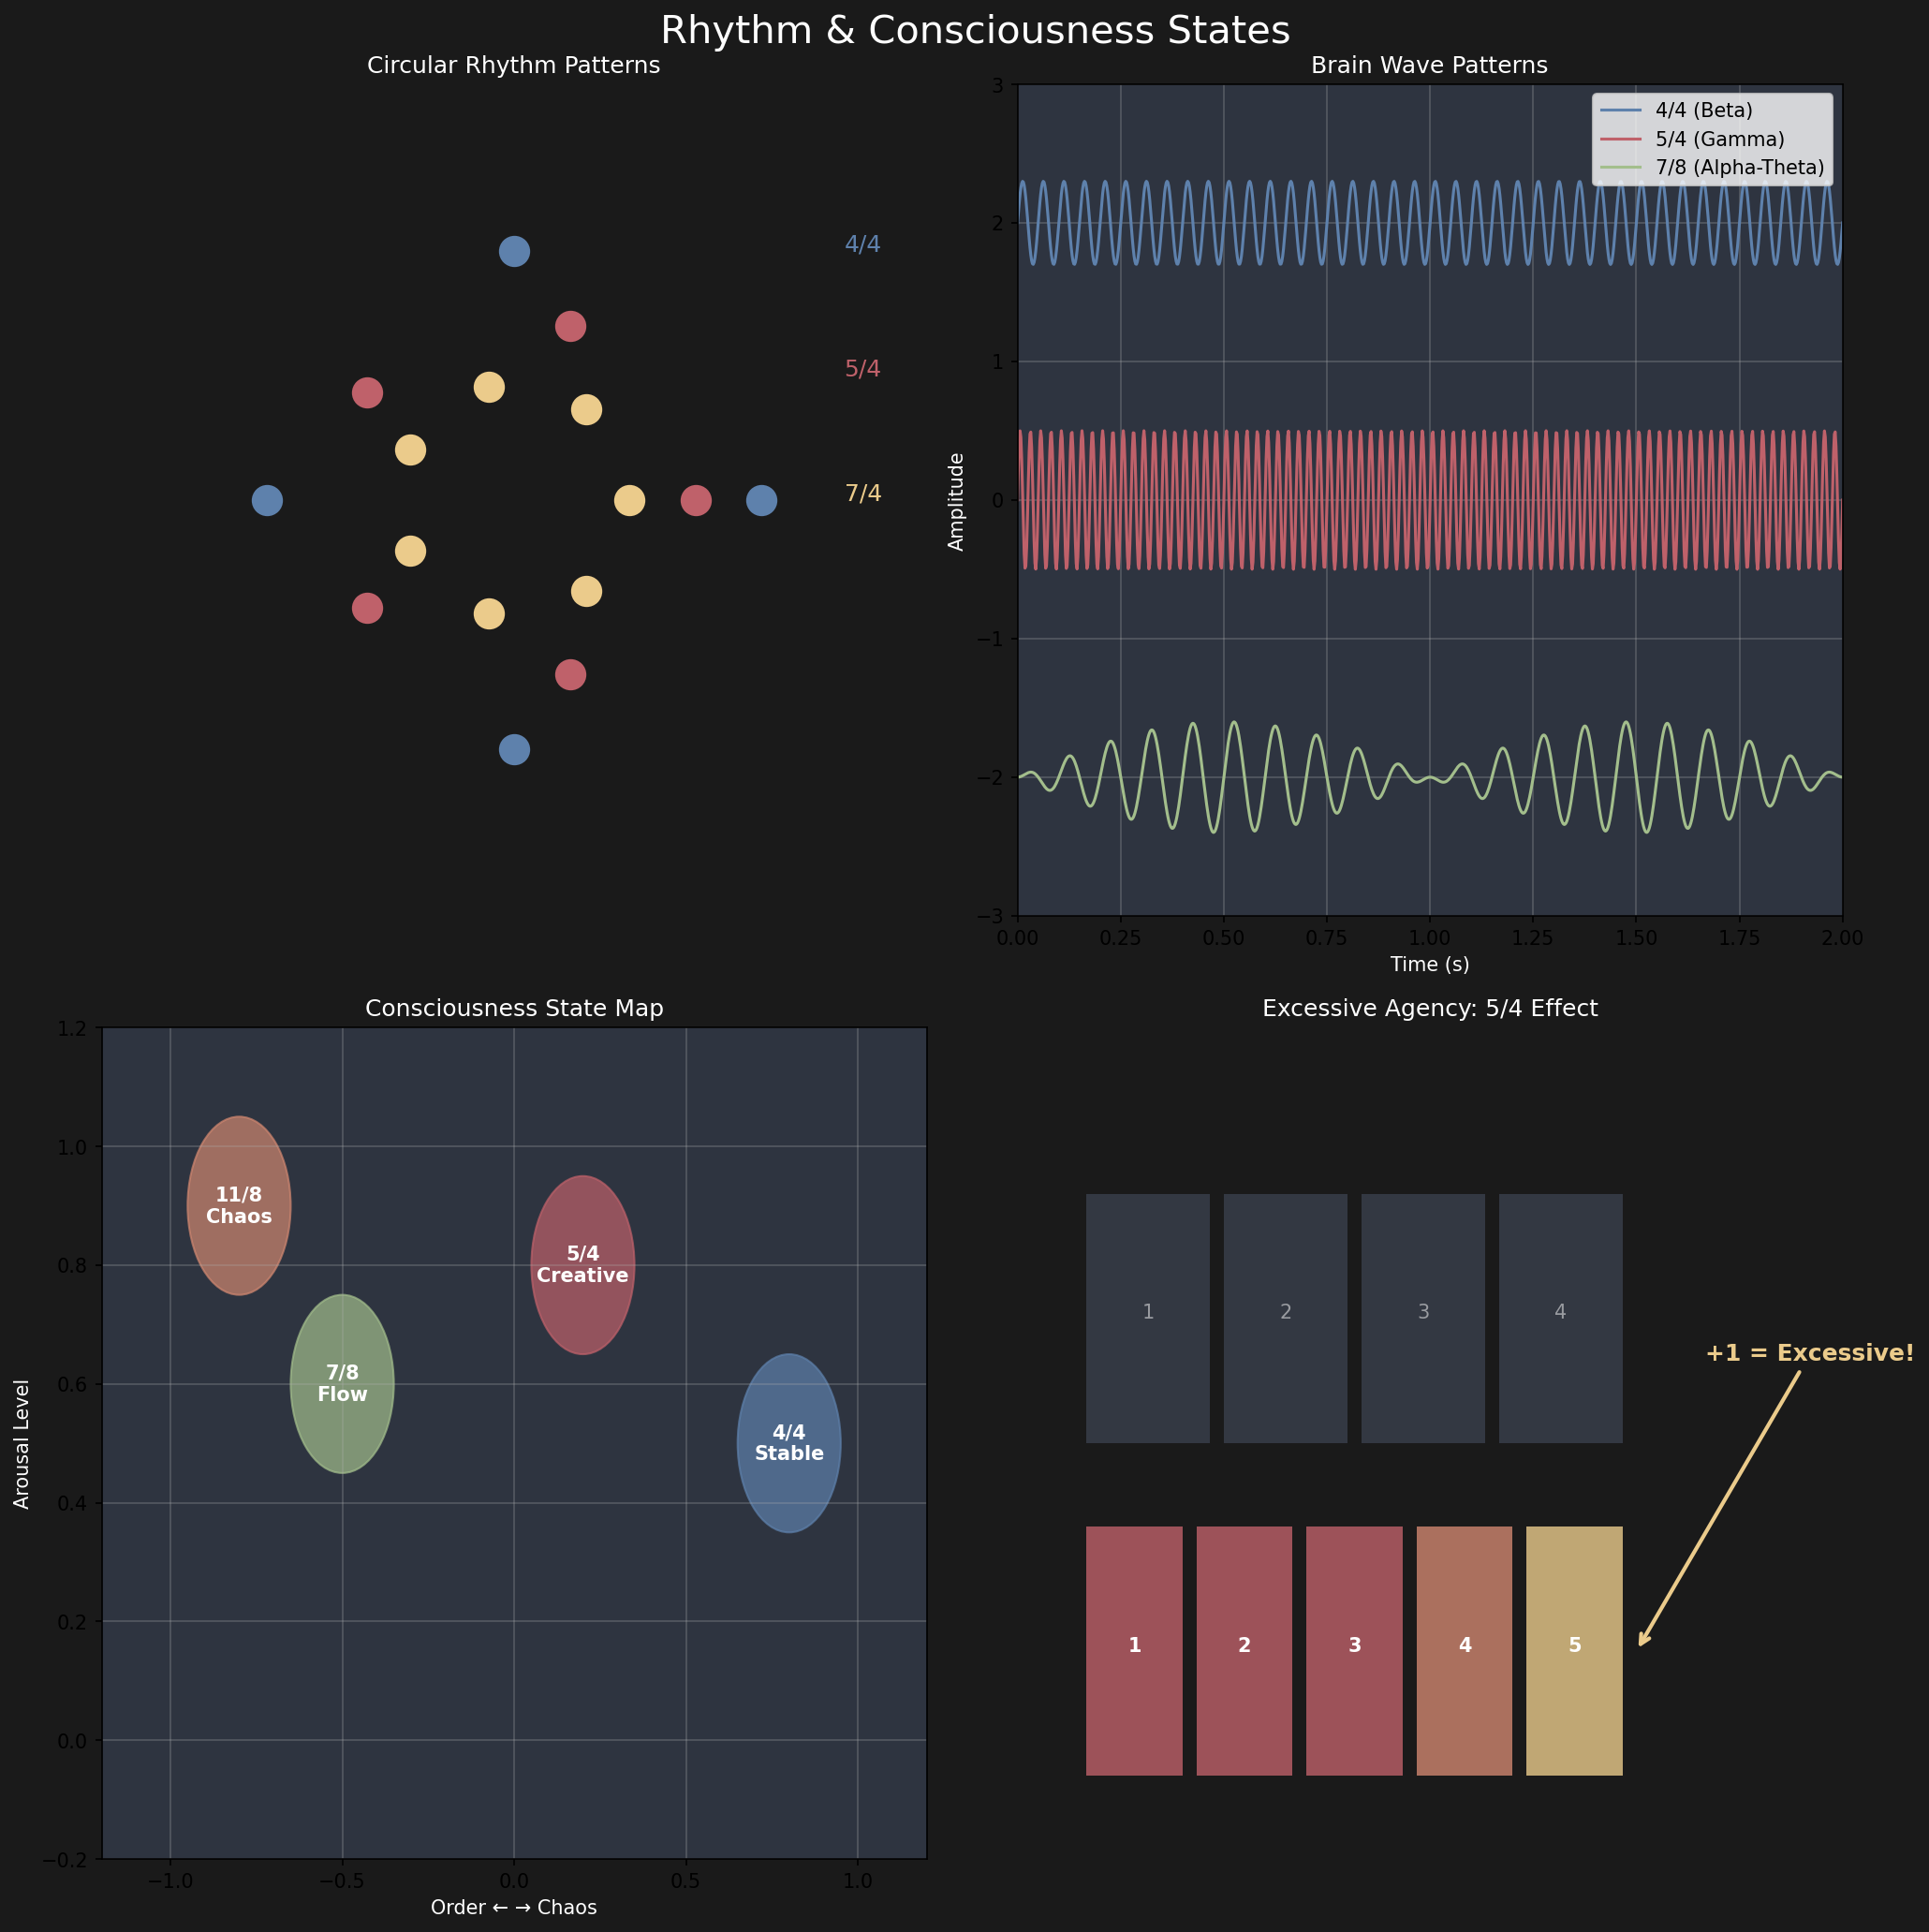 Rhythm & Consciousness States
Circular Rhythm Patterns
4/4
5/4
7/4
Brain Wave Patterns
4/4 (Beta)
5/4 (Gamma)
7/8 (Alpha-Theta)
Amplitude
3
2
1
0
−1
−2
−3
0.00 0.25 0.50 0.75 1.00 1.25 1.50 1.75 2.00
Time (s)
Consciousness State Map
Arousal Level
1.2
1.0
0.8
0.6
0.4
0.2
0.0
−0.2
11/8
Chaos
5/4
Creative
7/8
Flow
4/4
Stable
−1.0 −0.5 0.0 0.5 1.0
Order ← → Chaos
Excessive Agency: 5/4 Effect
1 2 3 4
+1 = Excessive!
1 2 3 4 5